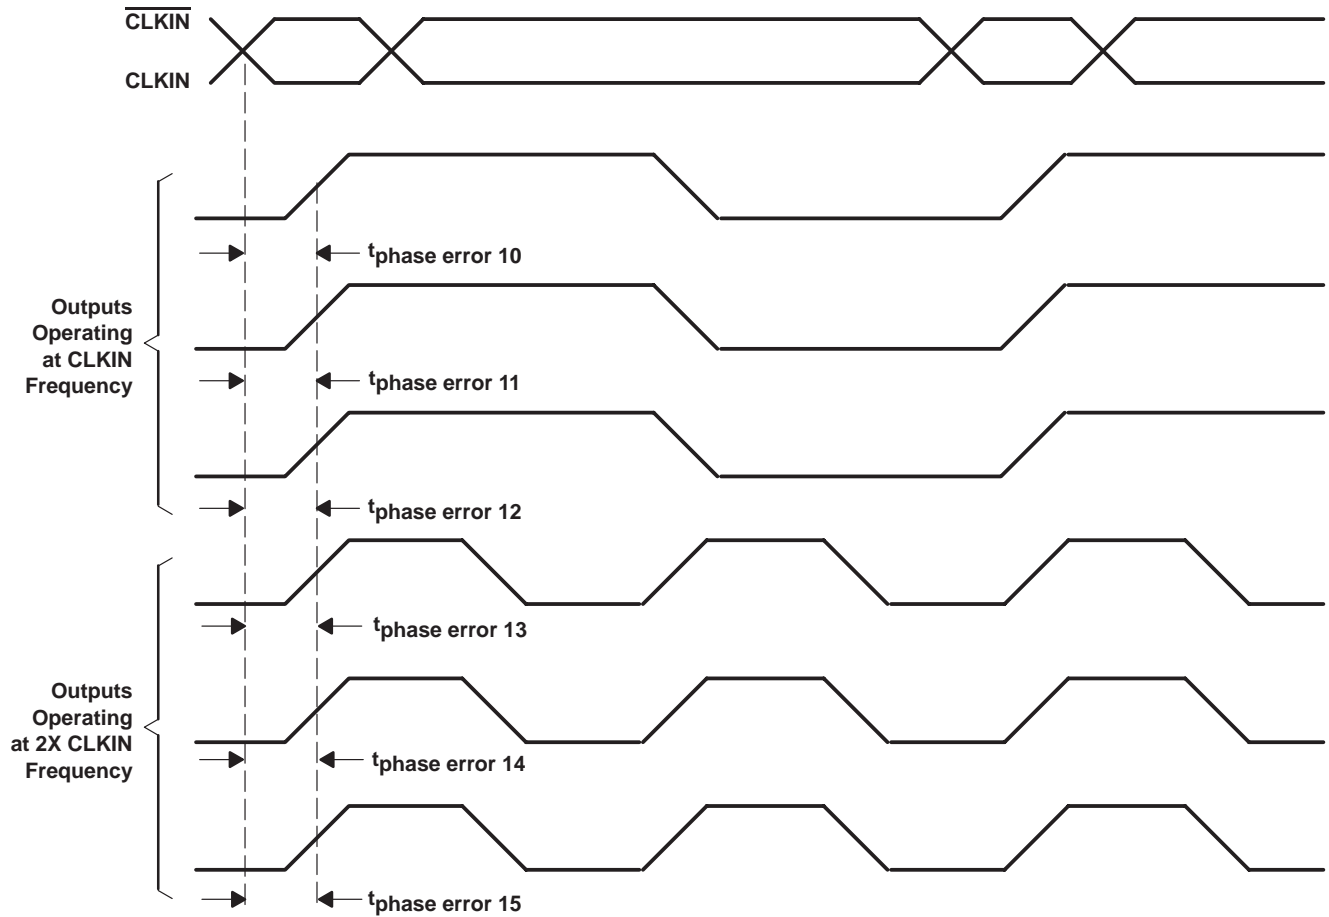 C̅L̅K̅I̅N̅
CLKIN
tphase error 10
Outputs
Operating
at CLKIN
Frequency
tphase error 11
tphase error 12
tphase error 13
Outputs
Operating
at 2X CLKIN
Frequency
tphase error 14
tphase error 15